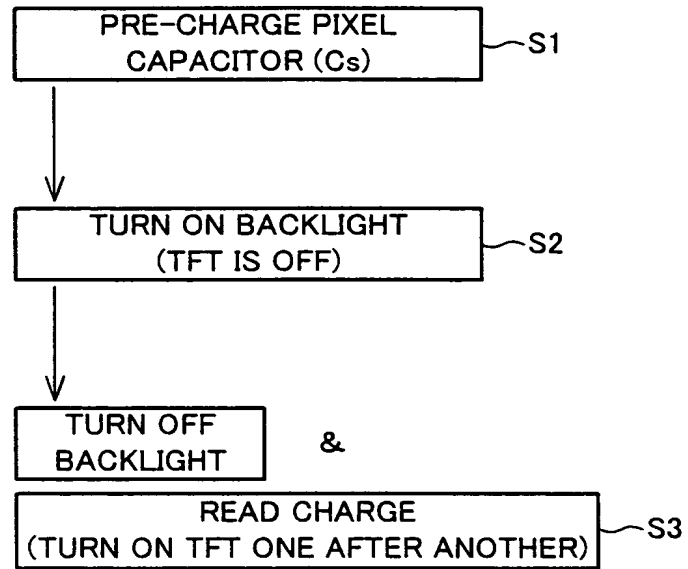 PRE-CHARGE PIXEL
CAPACITOR (Cs)
S1
TURN ON BACKLIGHT
(TFT IS OFF)
S2
TURN OFF
BACKLIGHT
&
READ CHARGE
(TURN ON TFT ONE AFTER ANOTHER)
S3